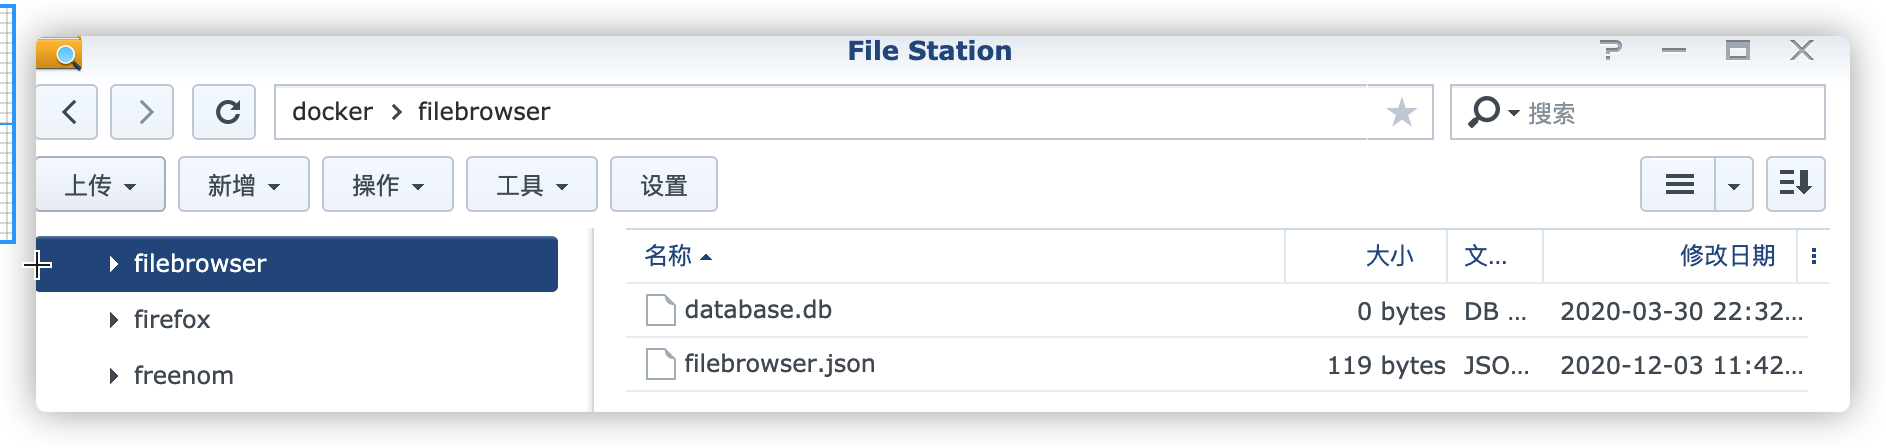 File Station
docker > filebrowser
搜索
上传 新增 操作 工具 设置
filebrowser
firefox
freenom
名称 大小 文... 修改日期
database.db 0 bytes DB ... 2020-03-30 22:32...
filebrowser.json 119 bytes JSO... 2020-12-03 11:42...